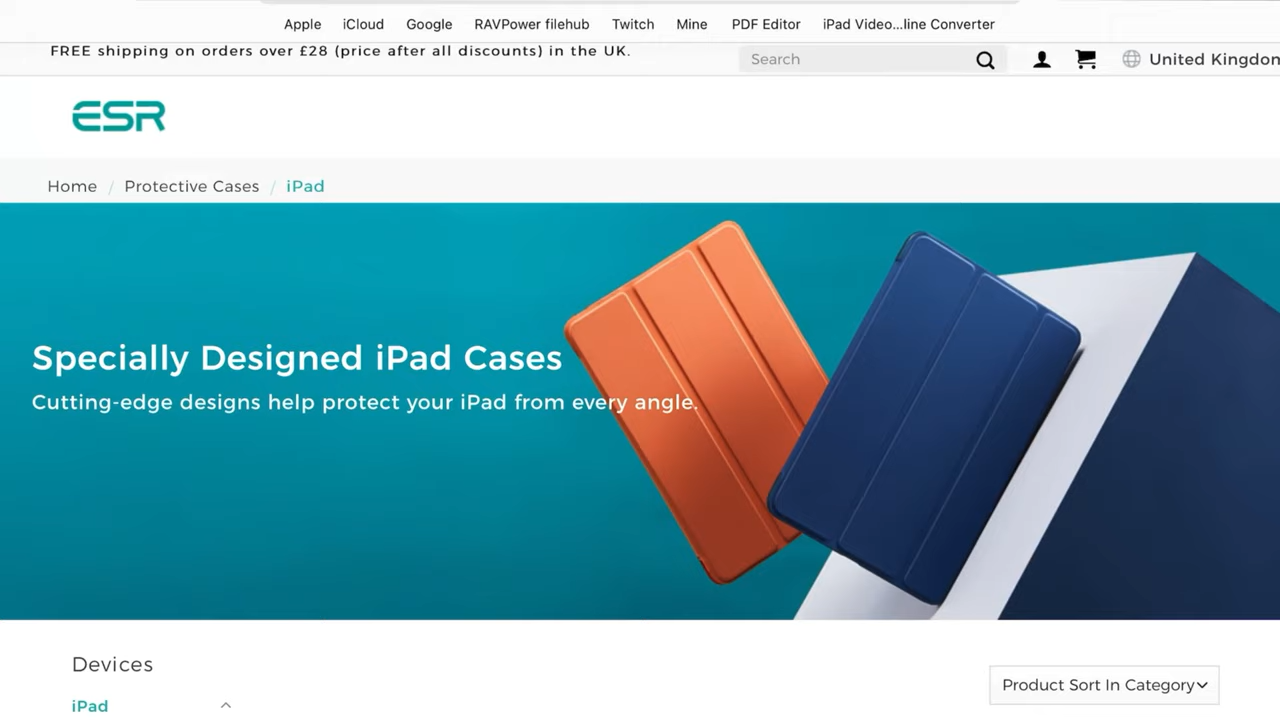 Apple iCloud Google RAVPower filehub Twitch Mine PDF Editor iPad Video...line Converter
FREE shipping on orders over £28 (price after all discounts) in the UK.
Search
United Kingdom
ESR
Home / Protective Cases / iPad
Specially Designed iPad Cases
Cutting-edge designs help protect your iPad from every angle.
Devices
Product Sort In Category
iPad